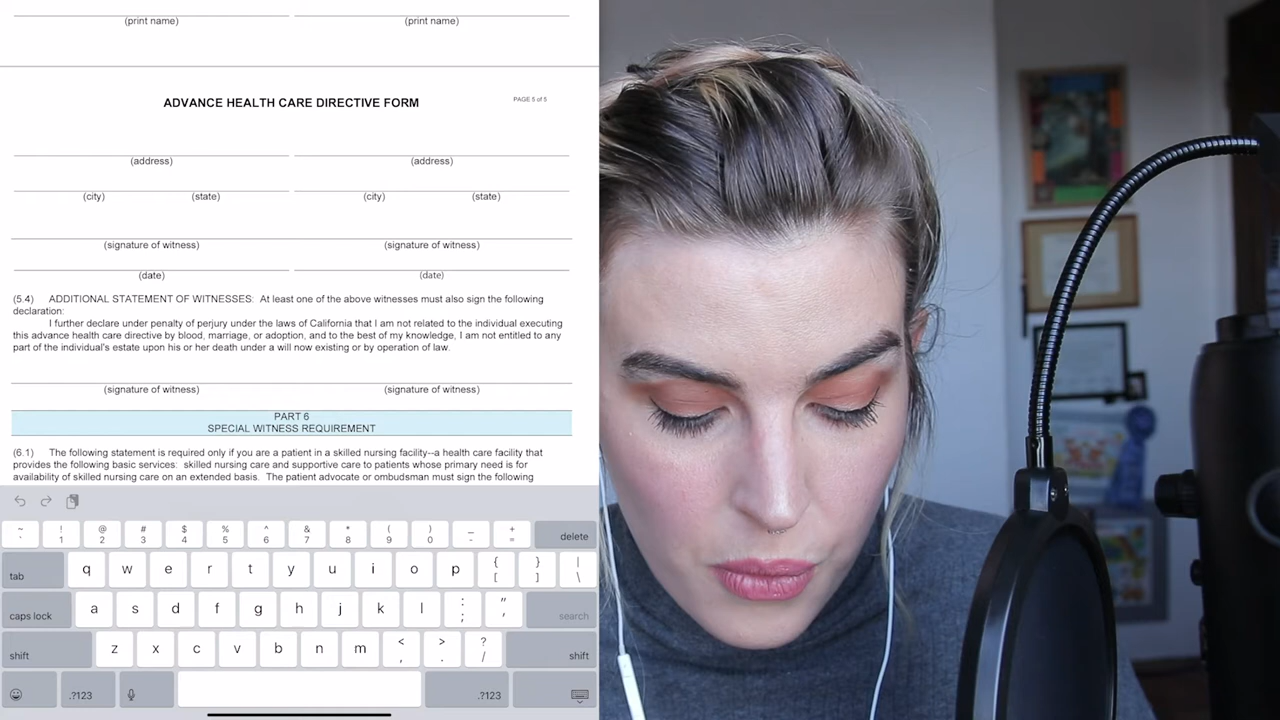 (print name) (print name)
ADVANCE HEALTH CARE DIRECTIVE FORM PAGE 5 of 5
(address) (address)
(city) (state) (city) (state)
(signature of witness) (signature of witness)
(date) (date)
(5.4) ADDITIONAL STATEMENT OF WITNESSES: At least one of the above witnesses must also sign the following
declaration:
I further declare under penalty of perjury under the laws of California that I am not related to the individual executing
this advance health care directive by blood, marriage, or adoption, and to the best of my knowledge, I am not entitled to any
part of the individual's estate upon his or her death under a will now existing or by operation of law.
(signature of witness) (signature of witness)
PART 6
SPECIAL WITNESS REQUIREMENT
(6.1) The following statement is required only if you are a patient in a skilled nursing facility--a health care facility that
provides the following basic services: skilled nursing care and supportive care to patients whose primary need is for
availability of skilled nursing care on an extended basis. The patient advocate or ombudsman must sign the following
~ ! @ # $ % ^ & * ( ) _ +
` 1 2 3 4 5 6 7 8 9 0 - = delete
tab q w e r t y u i o p { [ } ] | \
caps lock a s d f g h j k l : ; " ' search
shift z x c v b n m < , > . ? / shift
.?123 .?123